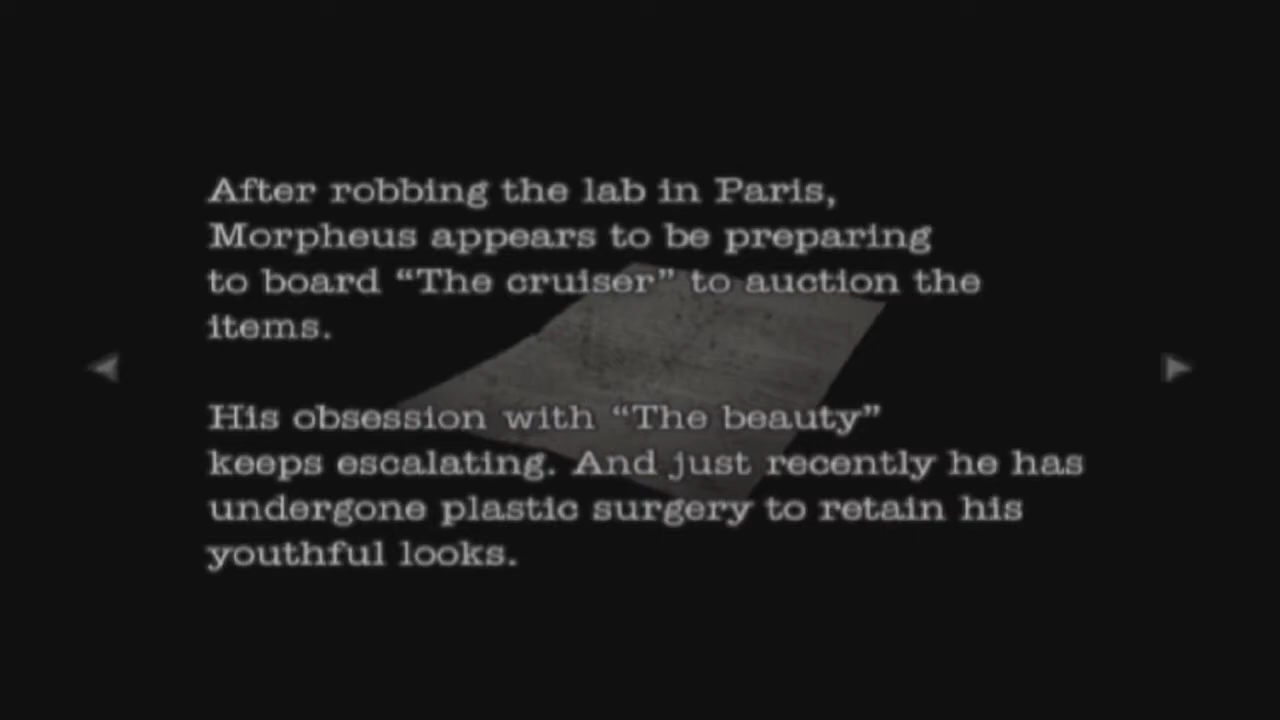 After robbing the lab in Paris,
Morpheus appears to be preparing
to board “The cruiser” to auction the
items.
His obsession with “The beauty”
keeps escalating. And just recently he has
undergone plastic surgery to retain his
youthful looks.